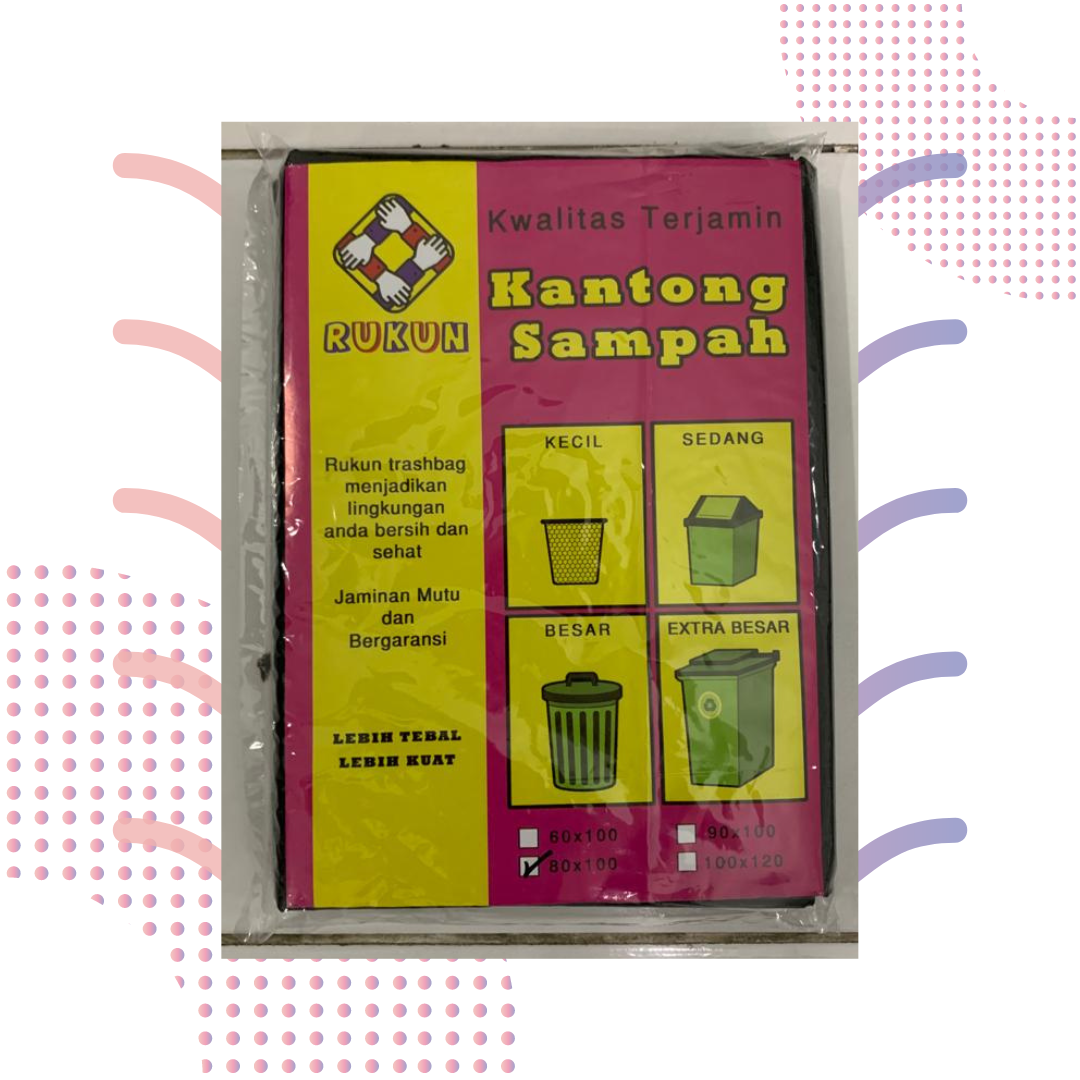 RUKUN
Kwalitas Terjamin
Kantong
Sampah
Rukun trashbag
menjadikan
lingkungan
anda bersih dan
sehat
Jaminan Mutu
dan
Bergaransi
LEBIH TEBAL
LEBIH KUAT
KECIL
SEDANG
BESAR
EXTRA BESAR
60x100
90x100
80x100
100x120